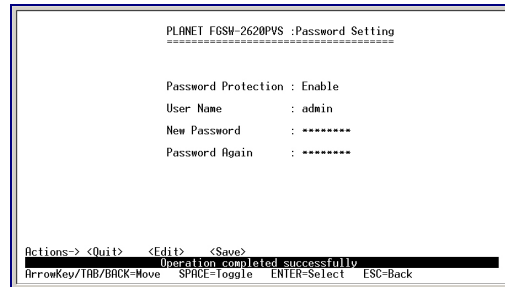 PLANET FGSW-2620PVS :Password Setting
=====================================
Password Protection : Enable
User Name : admin
New Password : ********
Password Again : ********
Actions-> <Quit> <Edit> <Save>
Operation completed successfully
ArrowKey/TAB/BACK=Move SPACE=Toggle ENTER=Select ESC=Back